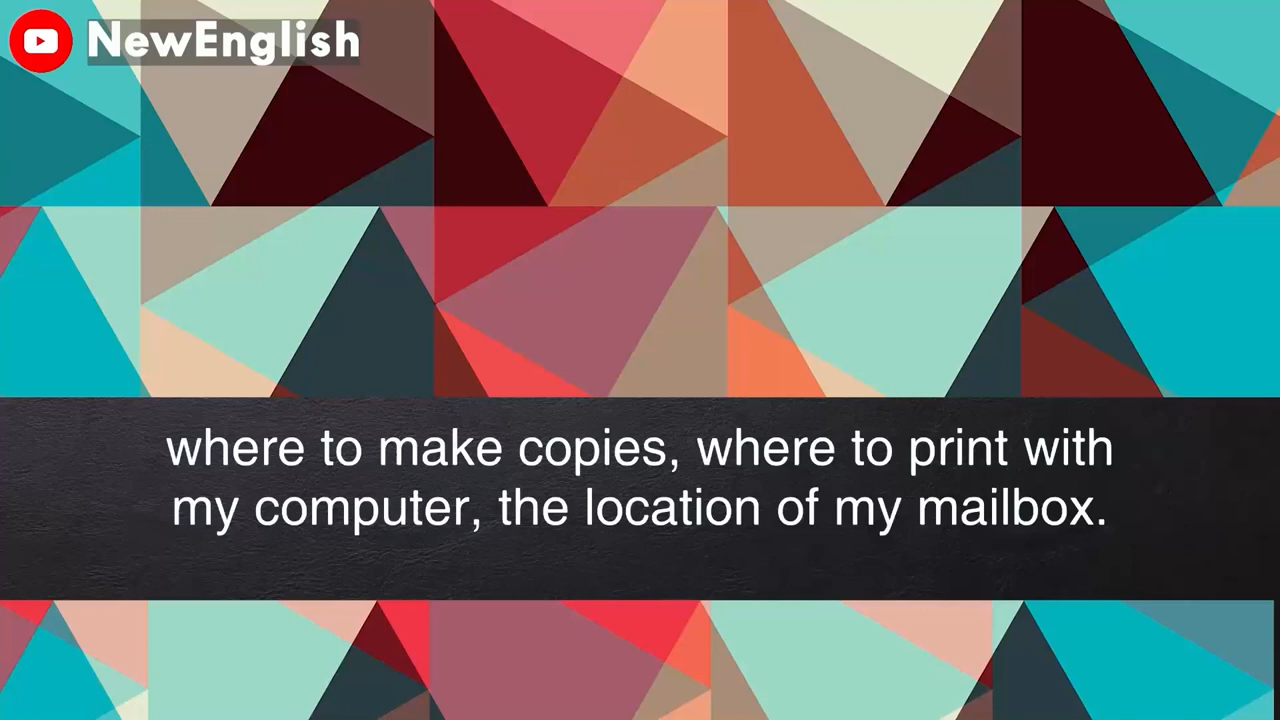 NewEnglish
where to make copies, where to print with
my computer, the location of my mailbox.